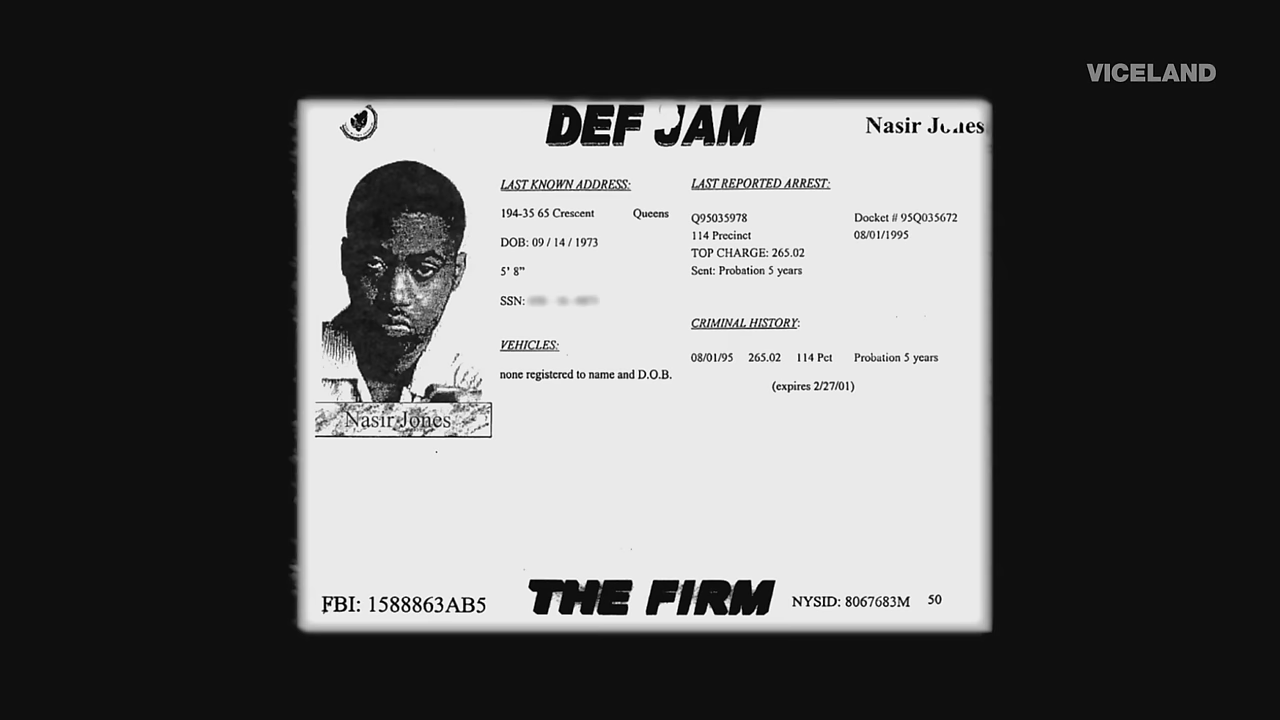 VICELAND
DEF JAM
Nasir Jones
LAST KNOWN ADDRESS:
194-35 65 Crescent Queens
DOB: 09 / 14 / 1973
5' 8"
SSN:
VEHICLES:
none registered to name and D.O.B.
LAST REPORTED ARREST:
Q95035978 Docket # 95Q035672
114 Precinct 08/01/1995
TOP CHARGE: 265.02
Sent: Probation 5 years
CRIMINAL HISTORY:
08/01/95 265.02 114 Pct Probation 5 years
(expires 2/27/01)
Nasir Jones
FBI: 1588863AB5
THE FIRM
NYSID: 8067683M 50